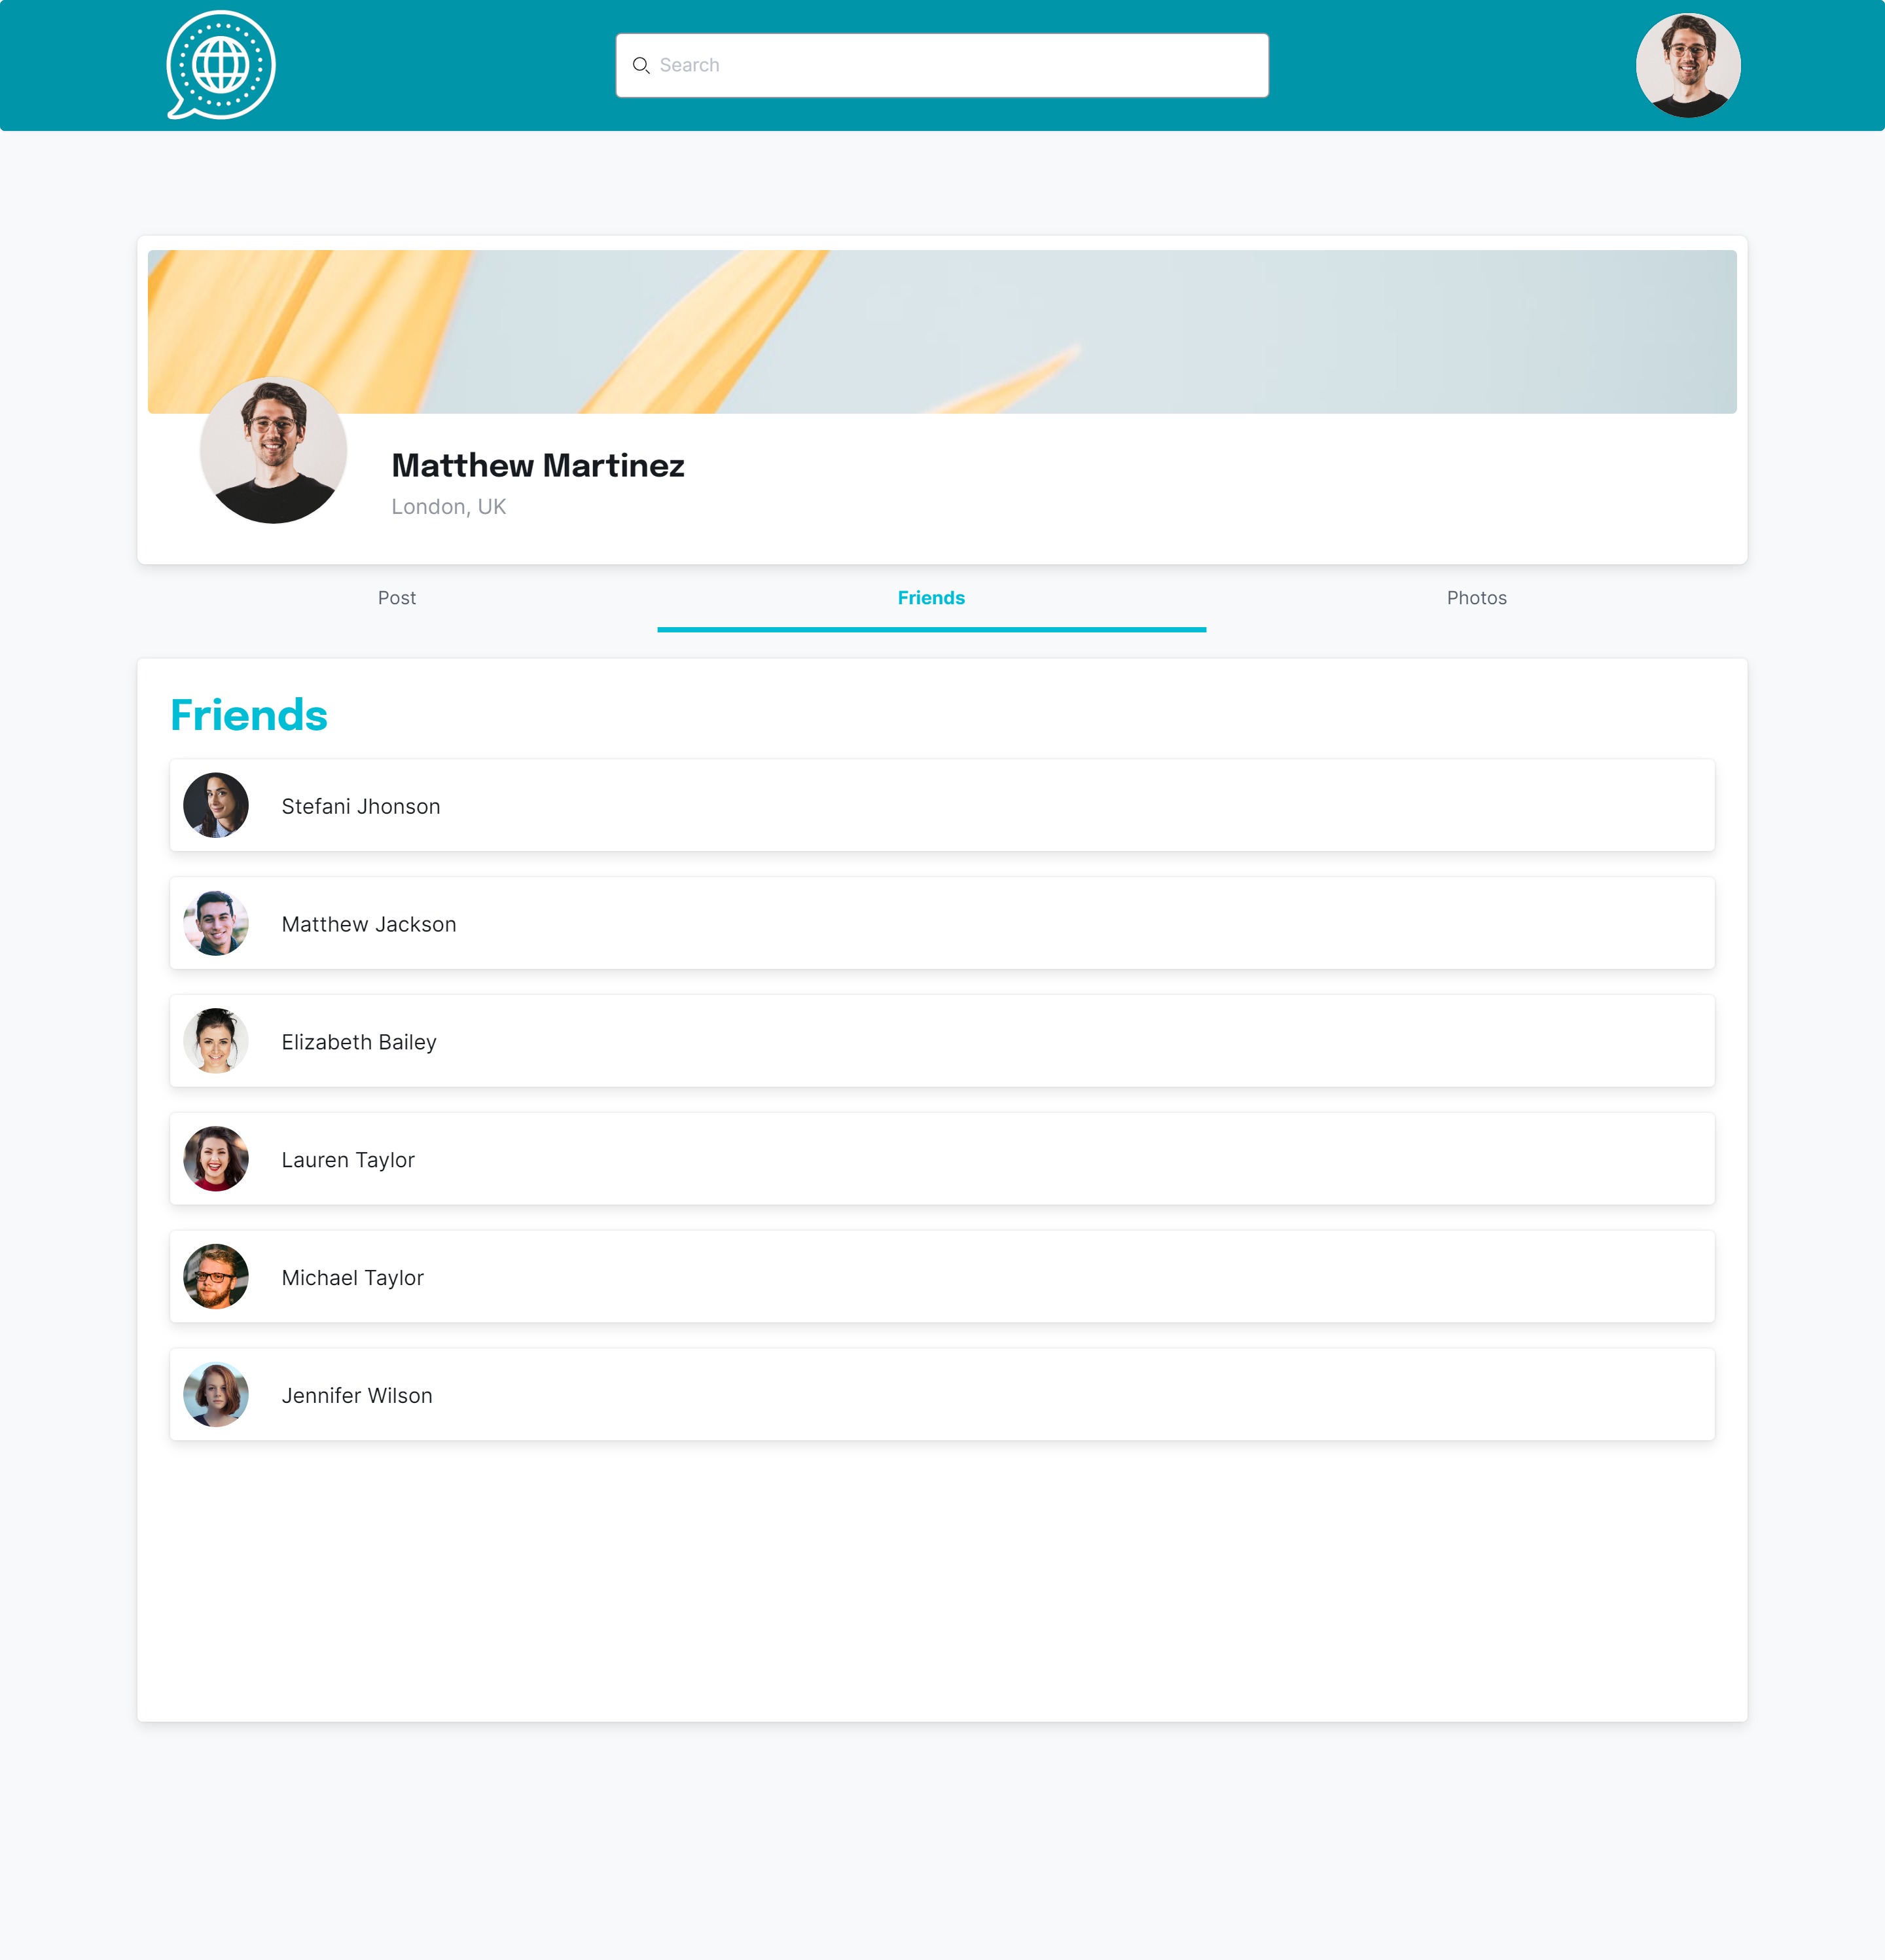 Search
Matthew Martinez
London, UK
Post
Friends
Photos
Friends
Stefani Jhonson
Matthew Jackson
Elizabeth Bailey
Lauren Taylor
Michael Taylor
Jennifer Wilson